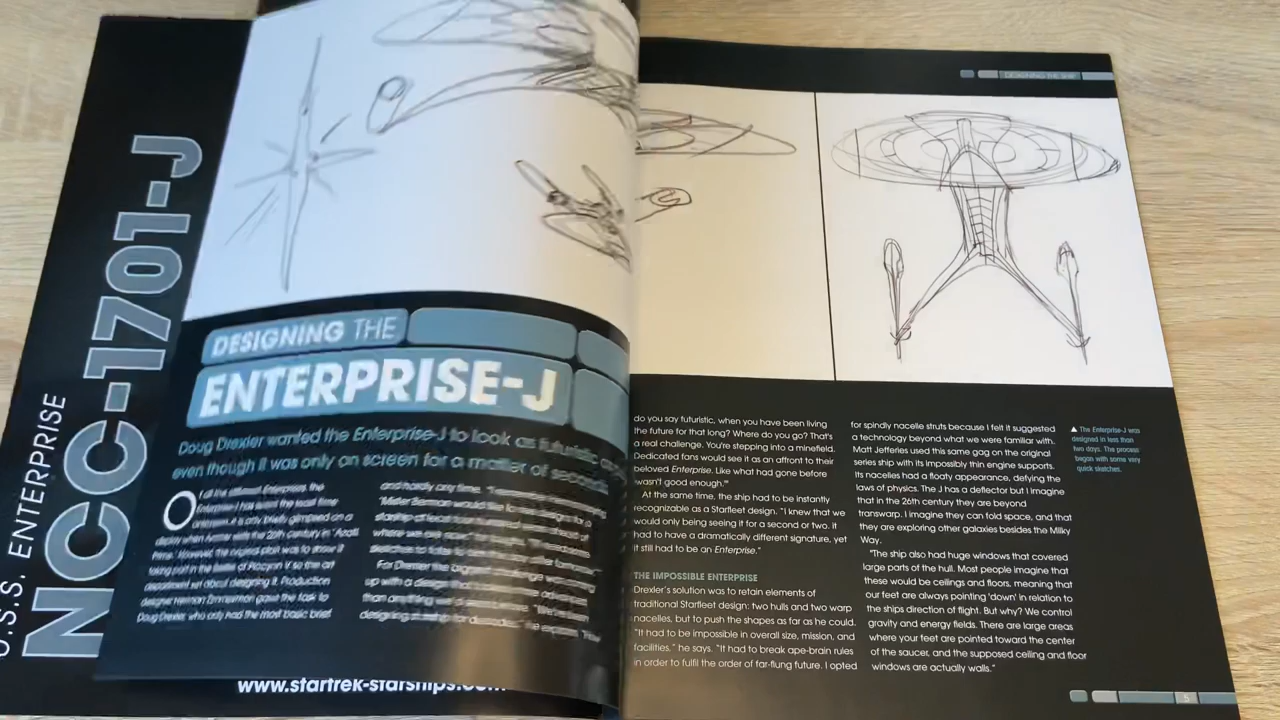 U.S.S. ENTERPRISE
NCC-1701-J
DESIGNING THE
ENTERPRISE-J
Doug Drexler wanted the Enterprise-J to look as futuristic
even though it was only on screen for a matter of
Of all the different Enterprises, the
Enterprise-J has spent the least time
onscreen. It is only briefly glimpsed on a
display when Archer visits the 26th century in 'Azati
Prime.' However, the original plan was to show it
taking part in the Battle of Procyon V so the art
department set about designing it. Production
designer Herman Zimmerman gave the task to
Doug Drexler who only had the most basic brief.
For Drexler the biggest challenge was coming
up with a design that was more advanced
www.startrek-starships.com
DESIGNING THE SHIP
do you say futuristic, when you have been living
the future for that long? Where do you go? That's
a real challenge. You're stepping into a minefield.
Dedicated fans would see it as an affront to their
beloved Enterprise. Like what had gone before
wasn't good enough.'"
At the same time, the ship had to be instantly
recognizable as a Starfleet design. "I knew that we
would only being seeing it for a second or two. It
had to have a dramatically different signature, yet
it still had to be an Enterprise."
THE IMPOSSIBLE ENTERPRISE
Drexler's solution was to retain elements of
traditional Starfleet design: two hulls and two warp
nacelles, but to push the shapes as far as he could.
"It had to be impossible in overall size, mission, and
facilities," he says. "It had to break ape-brain rules
in order to fulfil the order of far-flung future. I opted
for spindly nacelle struts because I felt it suggested
a technology beyond what we were familiar with.
Matt Jefferies used this same gag on the original
series ship with its impossibly thin engine supports.
Its nacelles had a floaty appearance, defying the
laws of physics. The J has a deflector but I imagine
that in the 26th century they are beyond
transwarp. I imagine they can fold space, and that
they are exploring other galaxies besides the Milky
Way.
"The ship also had huge windows that covered
large parts of the hull. Most people imagine that
these would be ceilings and floors, meaning that
our feet are always pointing 'down' in relation to
the ships direction of flight. But why? We control
gravity and energy fields. There are large areas
where your feet are pointed toward the center
of the saucer, and the supposed ceiling and floor
windows are actually walls."
▲ The Enterprise-J was
designed in less than
two days. The process
began with some very
quick sketches.
5